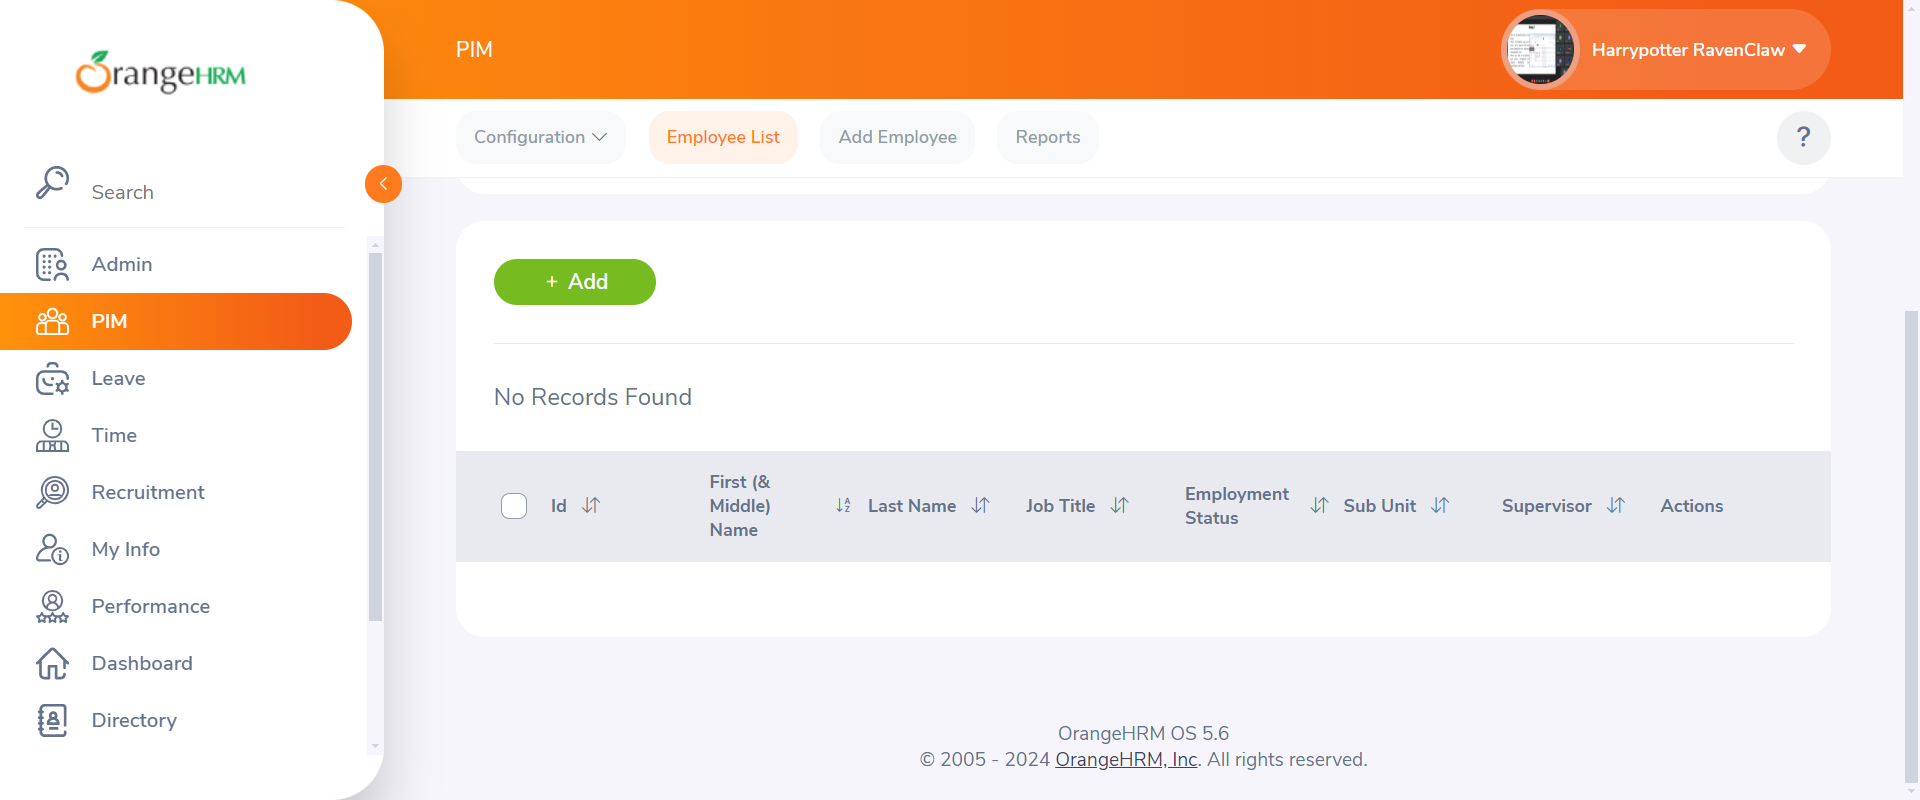 OrangeHRM
PIM
Harrypotter RavenClaw
Configuration
Employee List
Add Employee
Reports
?
Search
Admin
PIM
Leave
Time
Recruitment
My Info
Performance
Dashboard
Directory
+ Add
No Records Found
Id
First (&
Middle)
Name
Last Name
Job Title
Employment
Status
Sub Unit
Supervisor
Actions
OrangeHRM OS 5.6
© 2005 - 2024 OrangeHRM, Inc. All rights reserved.